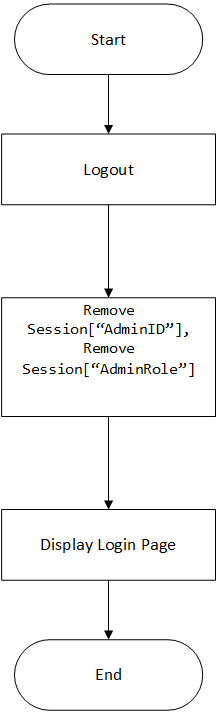 Start
Logout
Remove
Session[“AdminID”],
Remove
Session[“AdminRole”]
Display Login Page
End